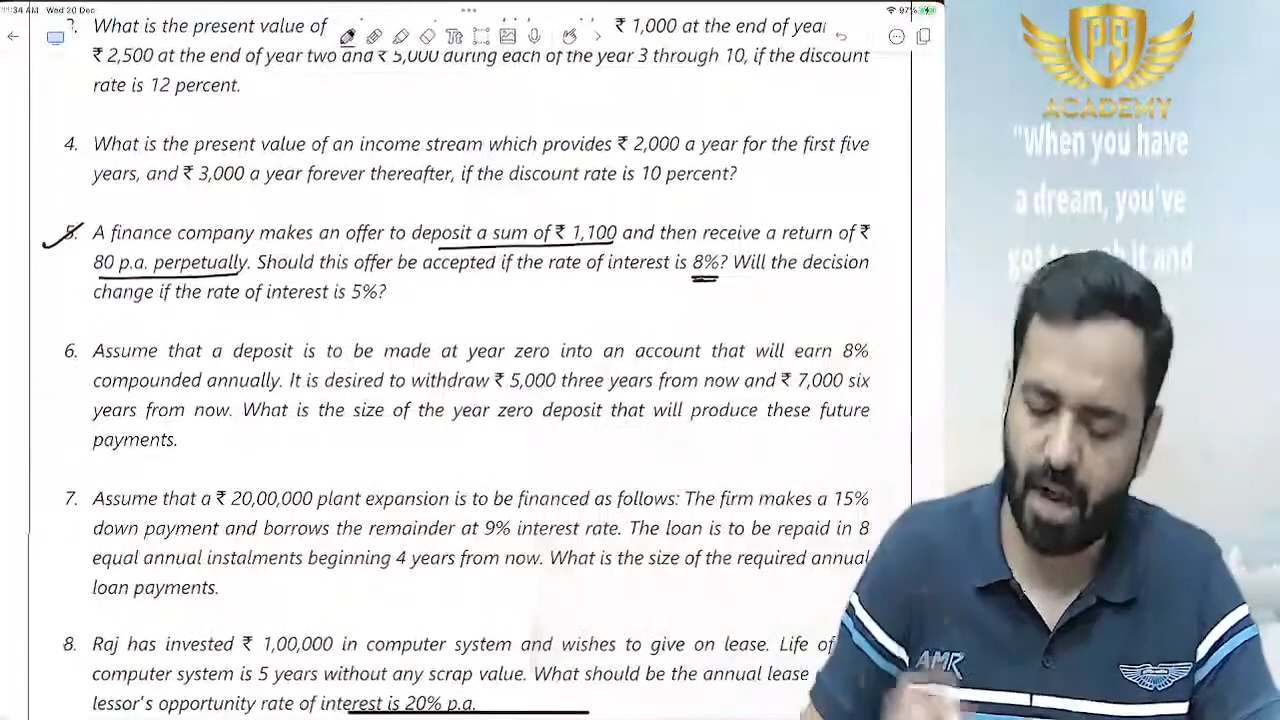 :34 AM Wed 20 Dec
97%
What is the present value of ₹ 1,000 at the end of year
₹ 2,500 at the end of year two and ₹ 5,000 during each of the year 3 through 10, if the discount
rate is 12 percent.
4. What is the present value of an income stream which provides ₹ 2,000 a year for the first five
years, and ₹ 3,000 a year forever thereafter, if the discount rate is 10 percent?
5. A finance company makes an offer to deposit a sum of ₹ 1,100 and then receive a return of ₹
80 p.a. perpetually. Should this offer be accepted if the rate of interest is 8%? Will the decision
change if the rate of interest is 5%?
6. Assume that a deposit is to be made at year zero into an account that will earn 8%
compounded annually. It is desired to withdraw ₹ 5,000 three years from now and ₹ 7,000 six
years from now. What is the size of the year zero deposit that will produce these future
payments.
7. Assume that a ₹ 20,00,000 plant expansion is to be financed as follows: The firm makes a 15%
down payment and borrows the remainder at 9% interest rate. The loan is to be repaid in 8
equal annual instalments beginning 4 years from now. What is the size of the required annual
loan payments.
8. Raj has invested ₹ 1,00,000 in computer system and wishes to give on lease. Life of
computer system is 5 years without any scrap value. What should be the annual lease
lessor's opportunity rate of interest is 20% p.a.
PS
ACADEMY
"When you have
a dream, you've
got to it and
AMR